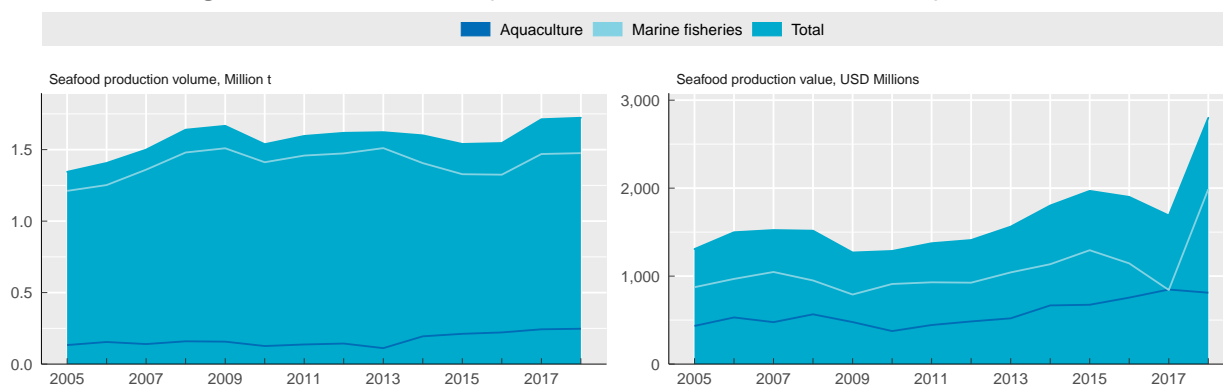 Aquaculture Marine fisheries Total
Seafood production volume, Million t
1.5
1.0
0.5
0.0
2005 2007 2009 2011 2013 2015 2017
Seafood production value, USD Millions
3,000
2,000
1,000
0
2005 2007 2009 2011 2013 2015 2017